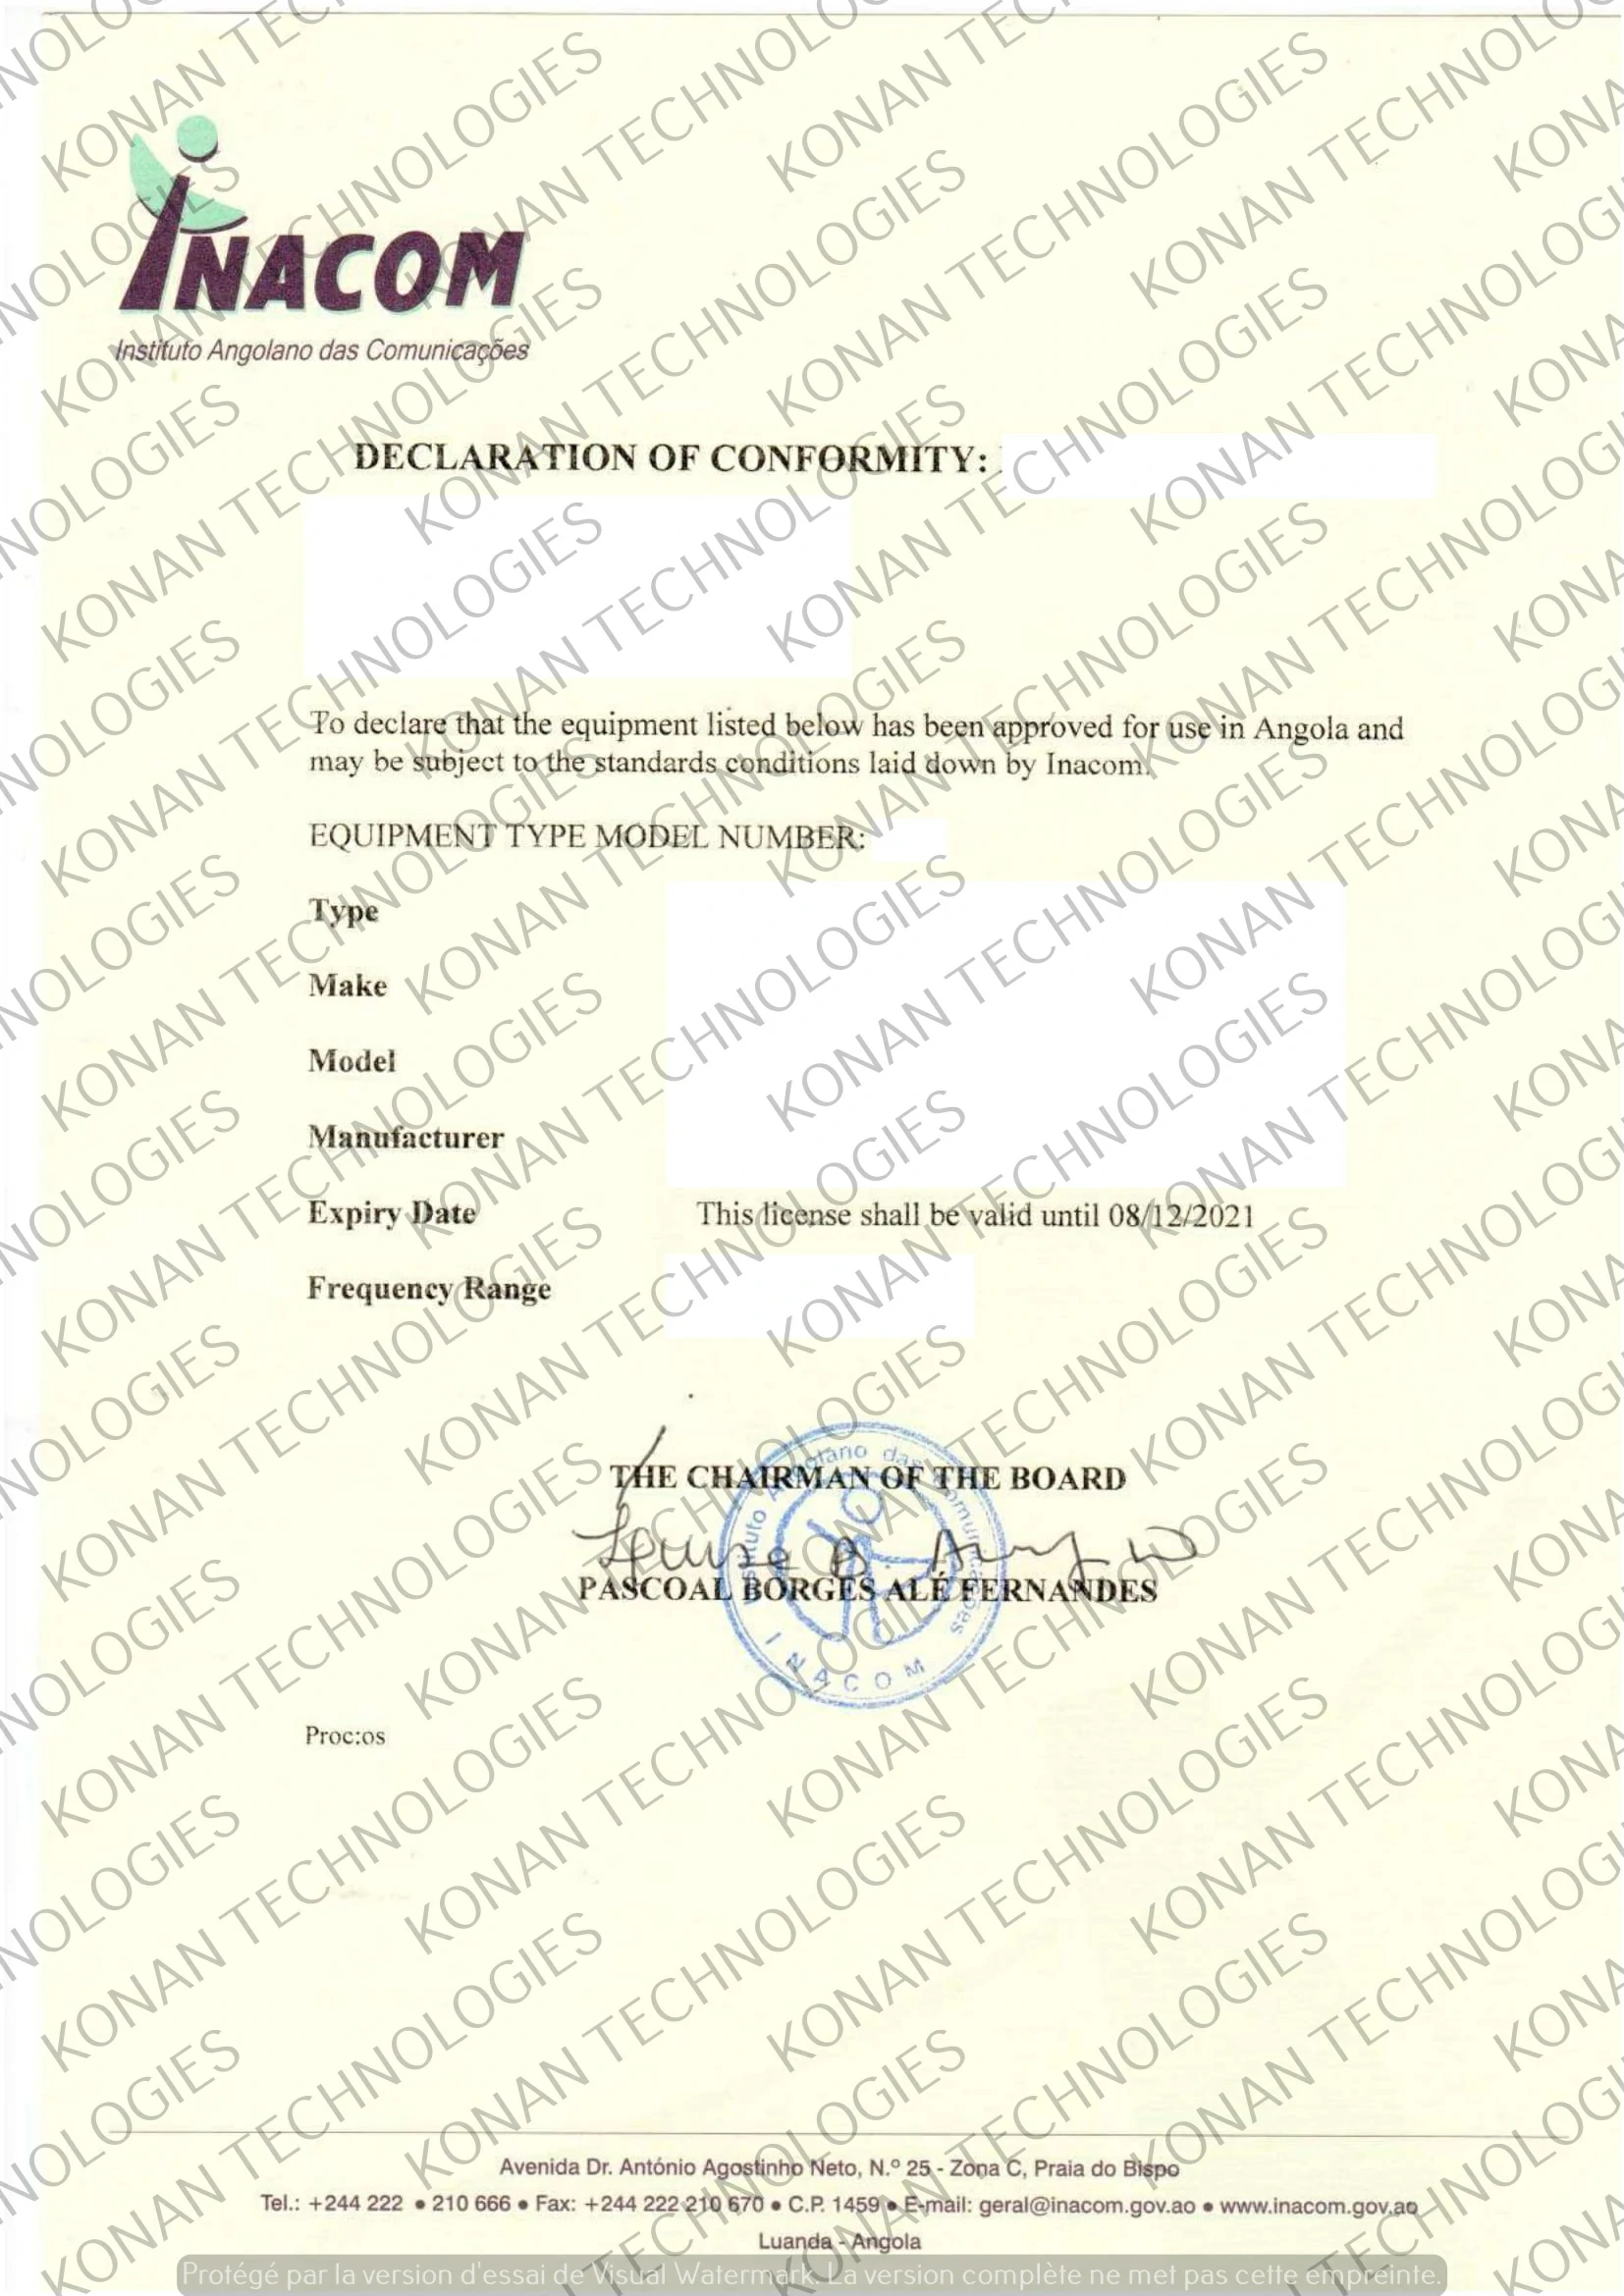 INACOM
Instituto Angolano das Comunicações
DECLARATION OF CONFORMITY:
To declare that the equipment listed below has been approved for use in Angola and
may be subject to the standards conditions laid down by Inacom.
EQUIPMENT TYPE MODEL NUMBER:
Type
Make
Model
Manufacturer
Expiry Date This license shall be valid until 08/12/2021
Frequency Range
THE CHAIRMAN OF THE BOARD
PASCOAL BORGES ALÉ FERNANDES
Instituto Angolano das Comunicações
INACOM
Proc:os
Avenida Dr. António Agostinho Neto, N.º 25 - Zona C, Praia do Bispo
Tel.: +244 222 • 210 666 • Fax: +244 222 210 670 • C.P. 1459 • E-mail: geral@inacom.gov.ao • www.inacom.gov.ao
Luanda - Angola
Protégé par la version d'essai de Visual Watermark. La version complète ne met pas cette empreinte.
KONAN TECHNOLOGIES